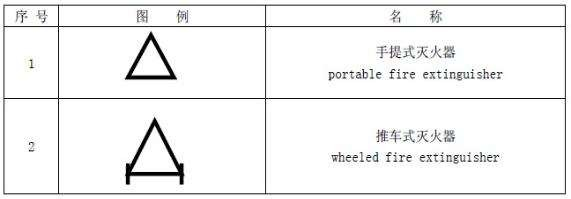 序 号 图 例 名 称
1 手提式灭火器
portable fire extinguisher
2 推车式灭火器
wheeled fire extinguisher